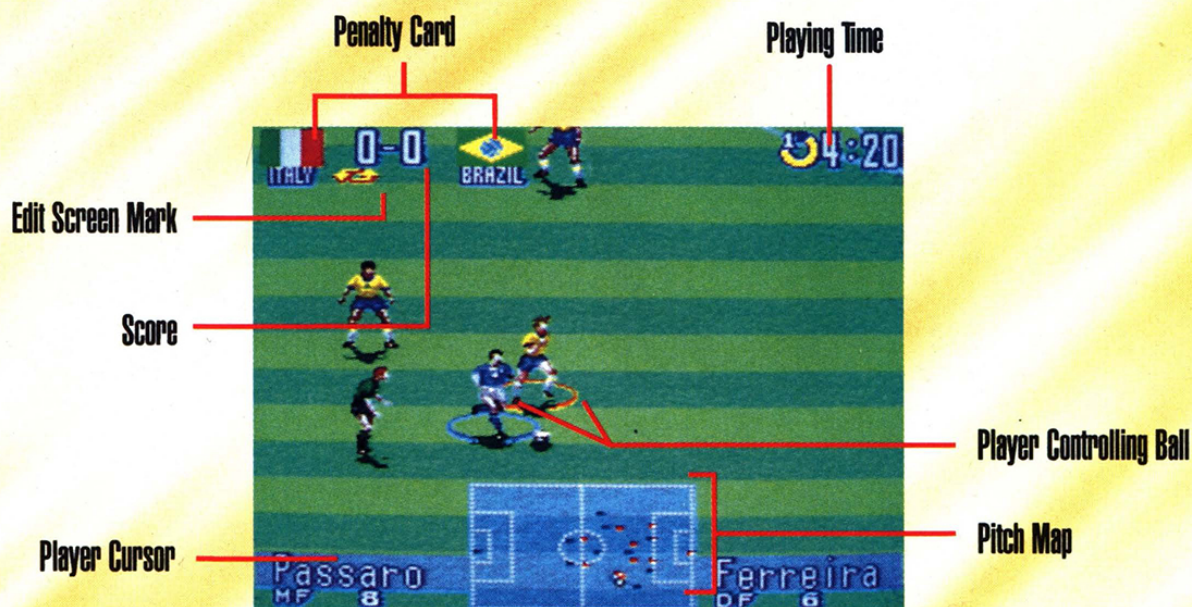 Penalty Card
Playing Time
0-0
1 4:20
ITALY
BRAZIL
Edit Screen Mark
Score
Player Controlling Ball
Pitch Map
Player Cursor
Passaro
MF 8
Ferreira
DF 6